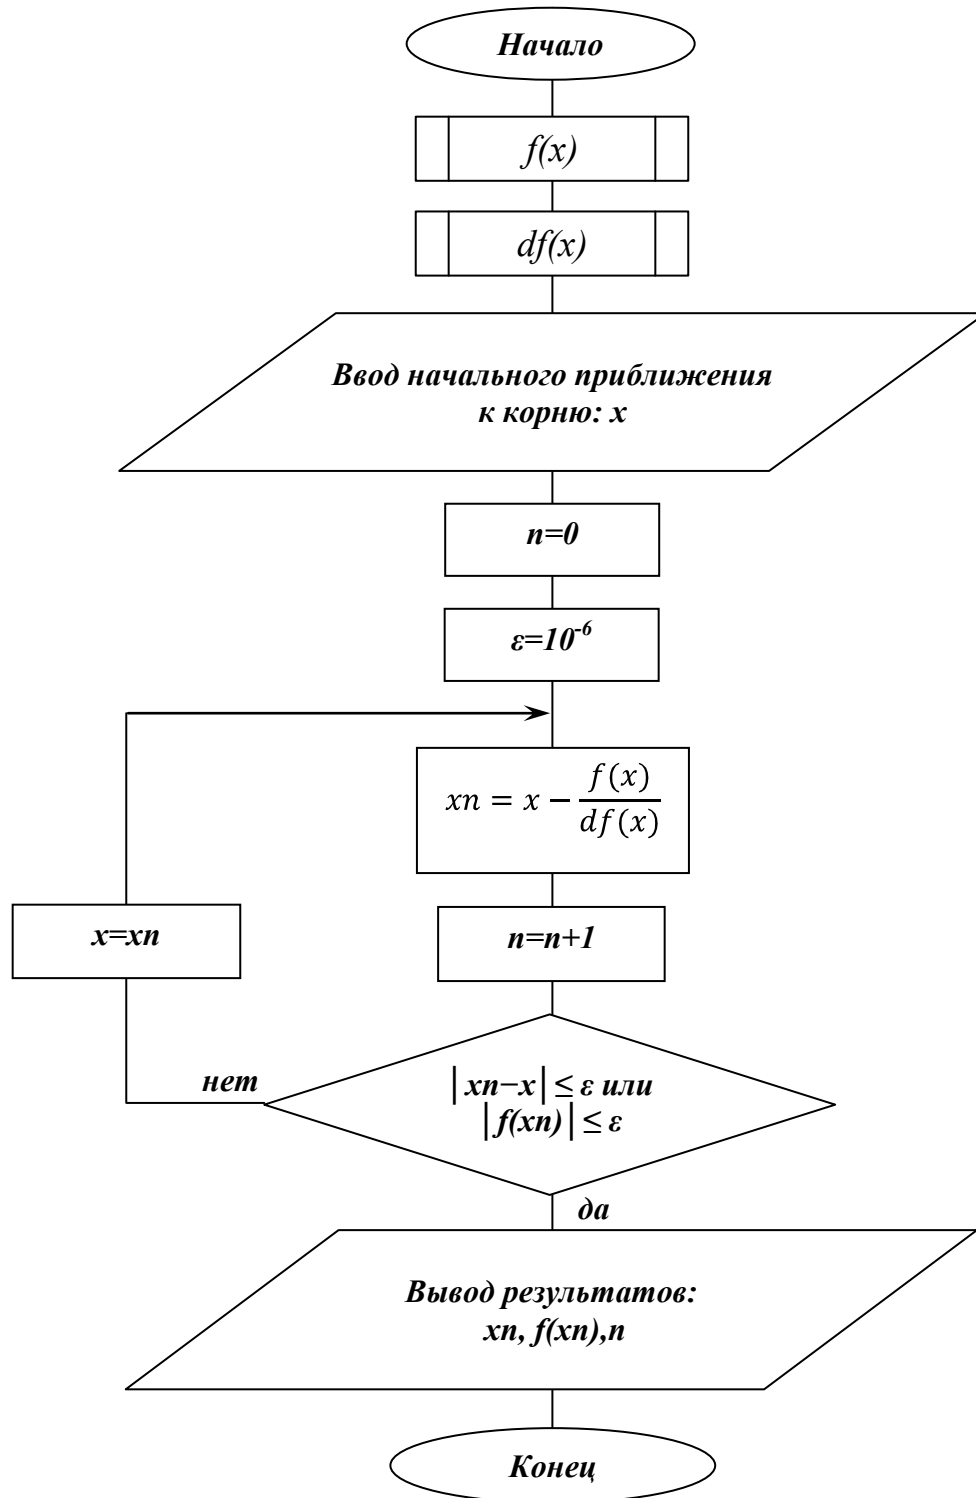 Начало
f(x)
df(x)
Ввод начального приближения
к корню: x
n=0
ε=10⁻⁶
xn = x − f(x)/df(x)
x=xn
n=n+1
нет
|xn−x| ≤ ε или
|f(xn)| ≤ ε
да
Вывод результатов:
xn, f(xn),n
Конец